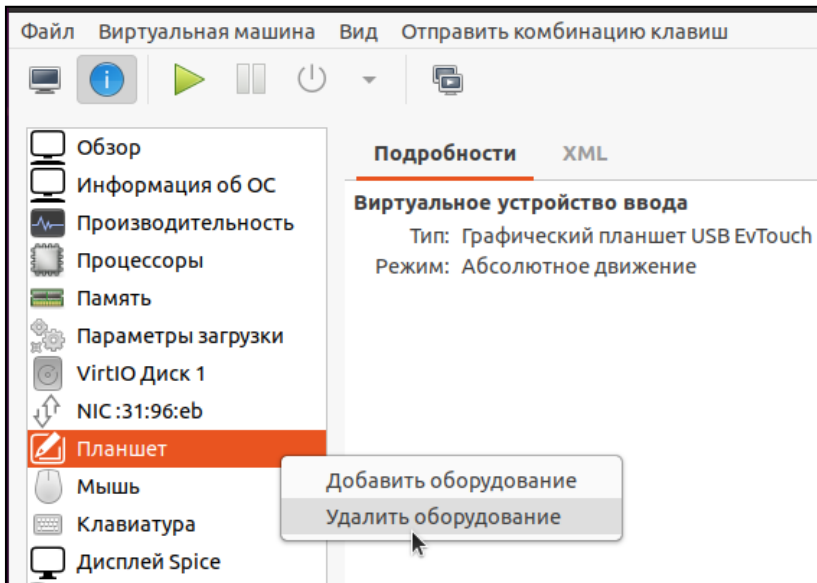 Файл Виртуальная машина Вид Отправить комбинацию клавиш
Обзор
Информация об ОС
Производительность
Процессоры
Память
Параметры загрузки
VirtIO Диск 1
NIC :31:96:eb
Планшет
Мышь
Клавиатура
Дисплей Spice
Подробности XML
Виртуальное устройство ввода
Тип: Графический планшет USB EvTouch
Режим: Абсолютное движение
Добавить оборудование
Удалить оборудование